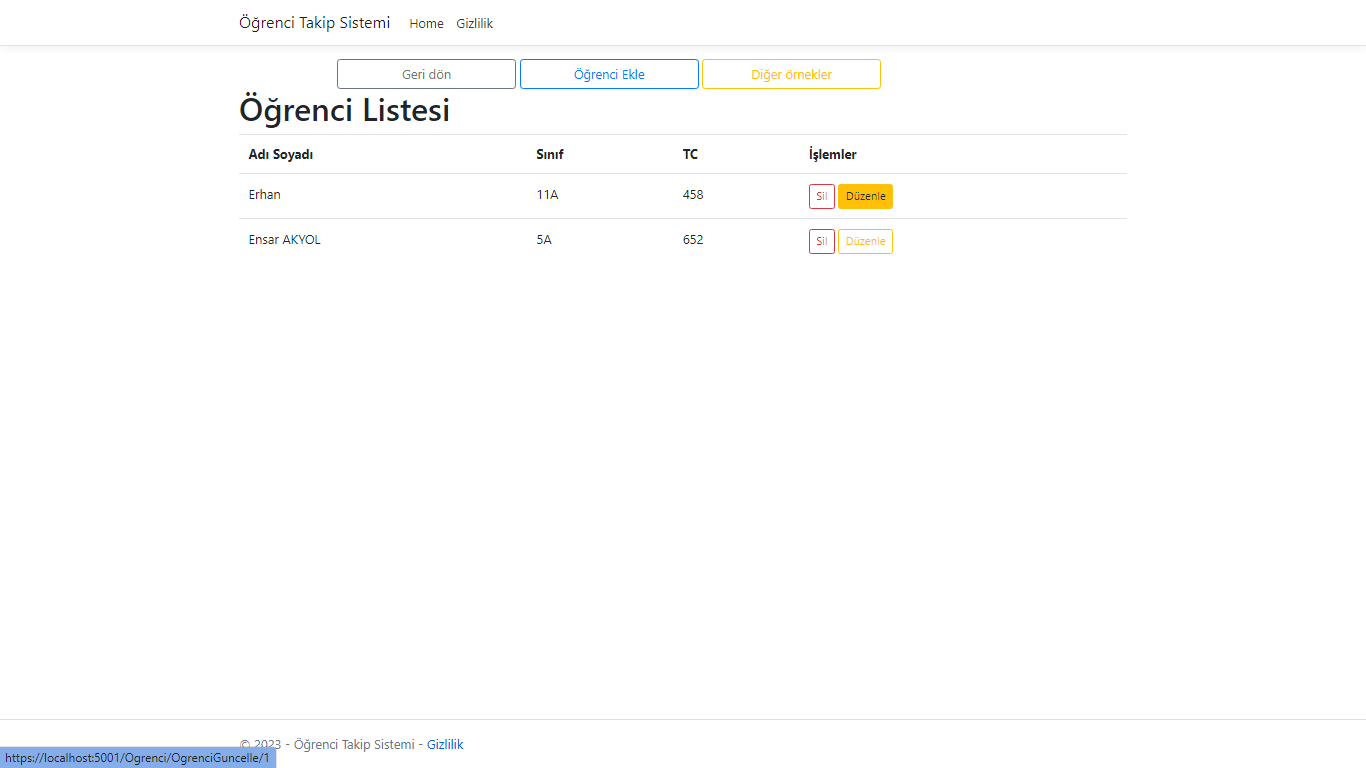 Öğrenci Takip Sistemi Home Gizlilik
Geri dön Öğrenci Ekle Diğer örnekler
Öğrenci Listesi
Adı Soyadı Sınıf TC İşlemler
Erhan 11A 458 Sil Düzenle
Ensar AKYOL 5A 652 Sil Düzenle
© 2023 - Öğrenci Takip Sistemi - Gizlilik
https://localhost:5001/Ogrenci/OgrenciGuncelle/1